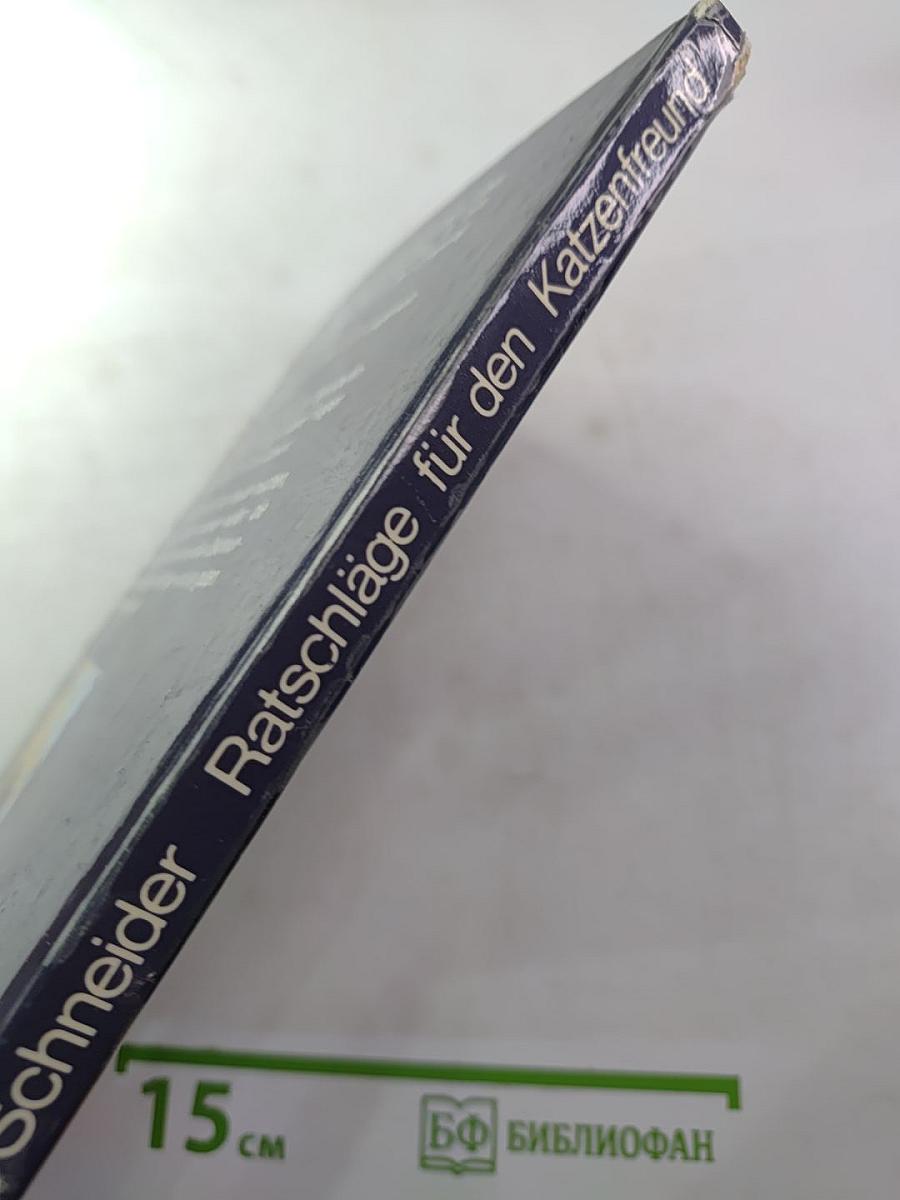 Schneider Ratschläge für den Katzenfreund
15 см
БФ БИБЛИОФАН